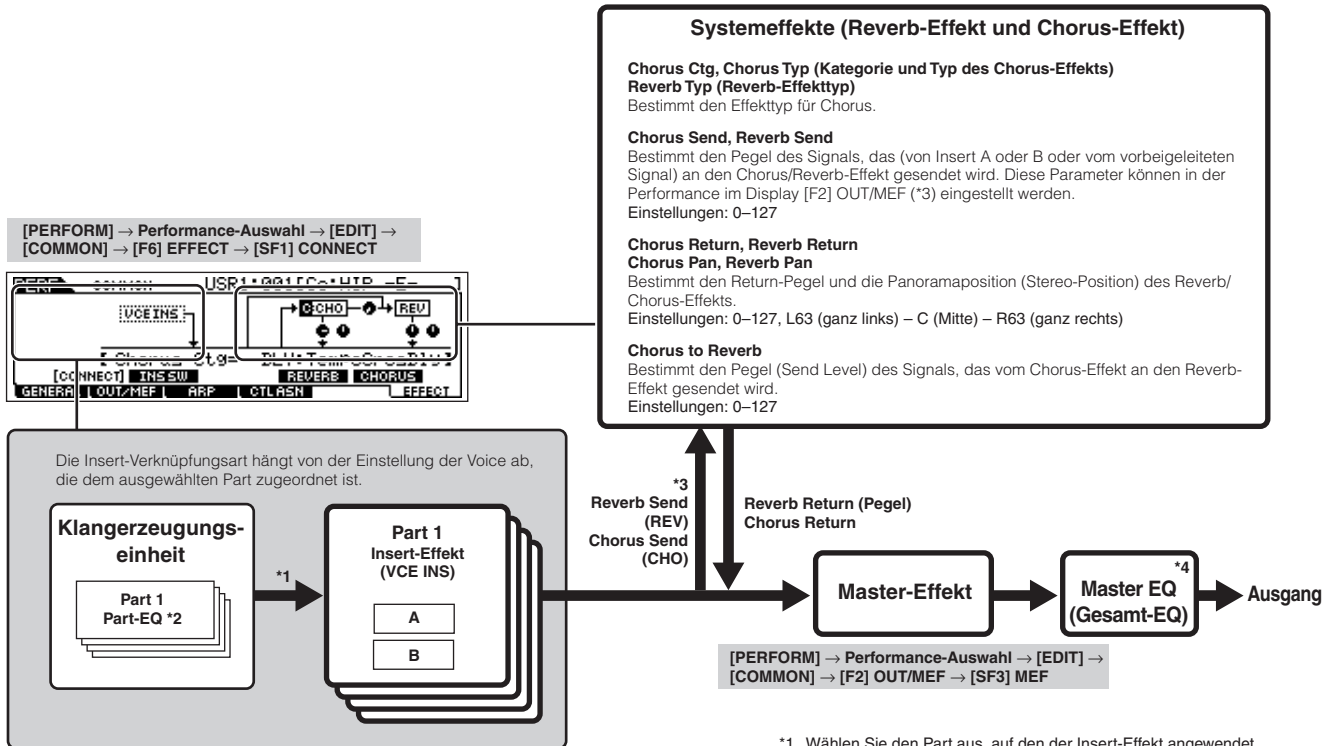 Systemeffekte (Reverb-Effekt und Chorus-Effekt)
Chorus Ctg, Chorus Typ (Kategorie und Typ des Chorus-Effekts)
Reverb Typ (Reverb-Effekttyp)
Bestimmt den Effekttyp für Chorus.
Chorus Send, Reverb Send
Bestimmt den Pegel des Signals, das (von Insert A oder B oder vom vorbeigeleiteten
Signal) an den Chorus/Reverb-Effekt gesendet wird. Diese Parameter können in der
Performance im Display [F2] OUT/MEF (*3) eingestellt werden.
Einstellungen: 0–127
Chorus Return, Reverb Return
Chorus Pan, Reverb Pan
Bestimmt den Return-Pegel und die Panoramaposition (Stereo-Position) des Reverb/
Chorus-Effekts.
Einstellungen: 0–127, L63 (ganz links) – C (Mitte) – R63 (ganz rechts)
Chorus to Reverb
Bestimmt den Pegel (Send Level) des Signals, das vom Chorus-Effekt an den Reverb-
Effekt gesendet wird.
Einstellungen: 0–127
[PERFORM] → Performance-Auswahl → [EDIT] →
[COMMON] → [F6] EFFECT → [SF1] CONNECT
VCEINS
CHO
REV
INS SW
REVERB
CHORUS
OUT/MEF
ARP
CTL ASN
EFFECT
Die Insert-Verknüpfungsart hängt von der Einstellung der Voice ab,
die dem ausgewählten Part zugeordnet ist.
Klangerzeugungs-
einheit
Part 1
Part-EQ *2
*1
Part 1
Insert-Effekt
(VCE INS)
A
B
*3
Reverb Send
(REV)
Chorus Send
(CHO)
Reverb Return (Pegel)
Chorus Return
Master-Effekt
*4
Master EQ
(Gesamt-EQ)
Ausgang
[PERFORM] → Performance-Auswahl → [EDIT] →
[COMMON] → [F2] OUT/MEF → [SF3] MEF
*1 Wählen Sie den Part aus, auf den der Insert-Effekt angewendet